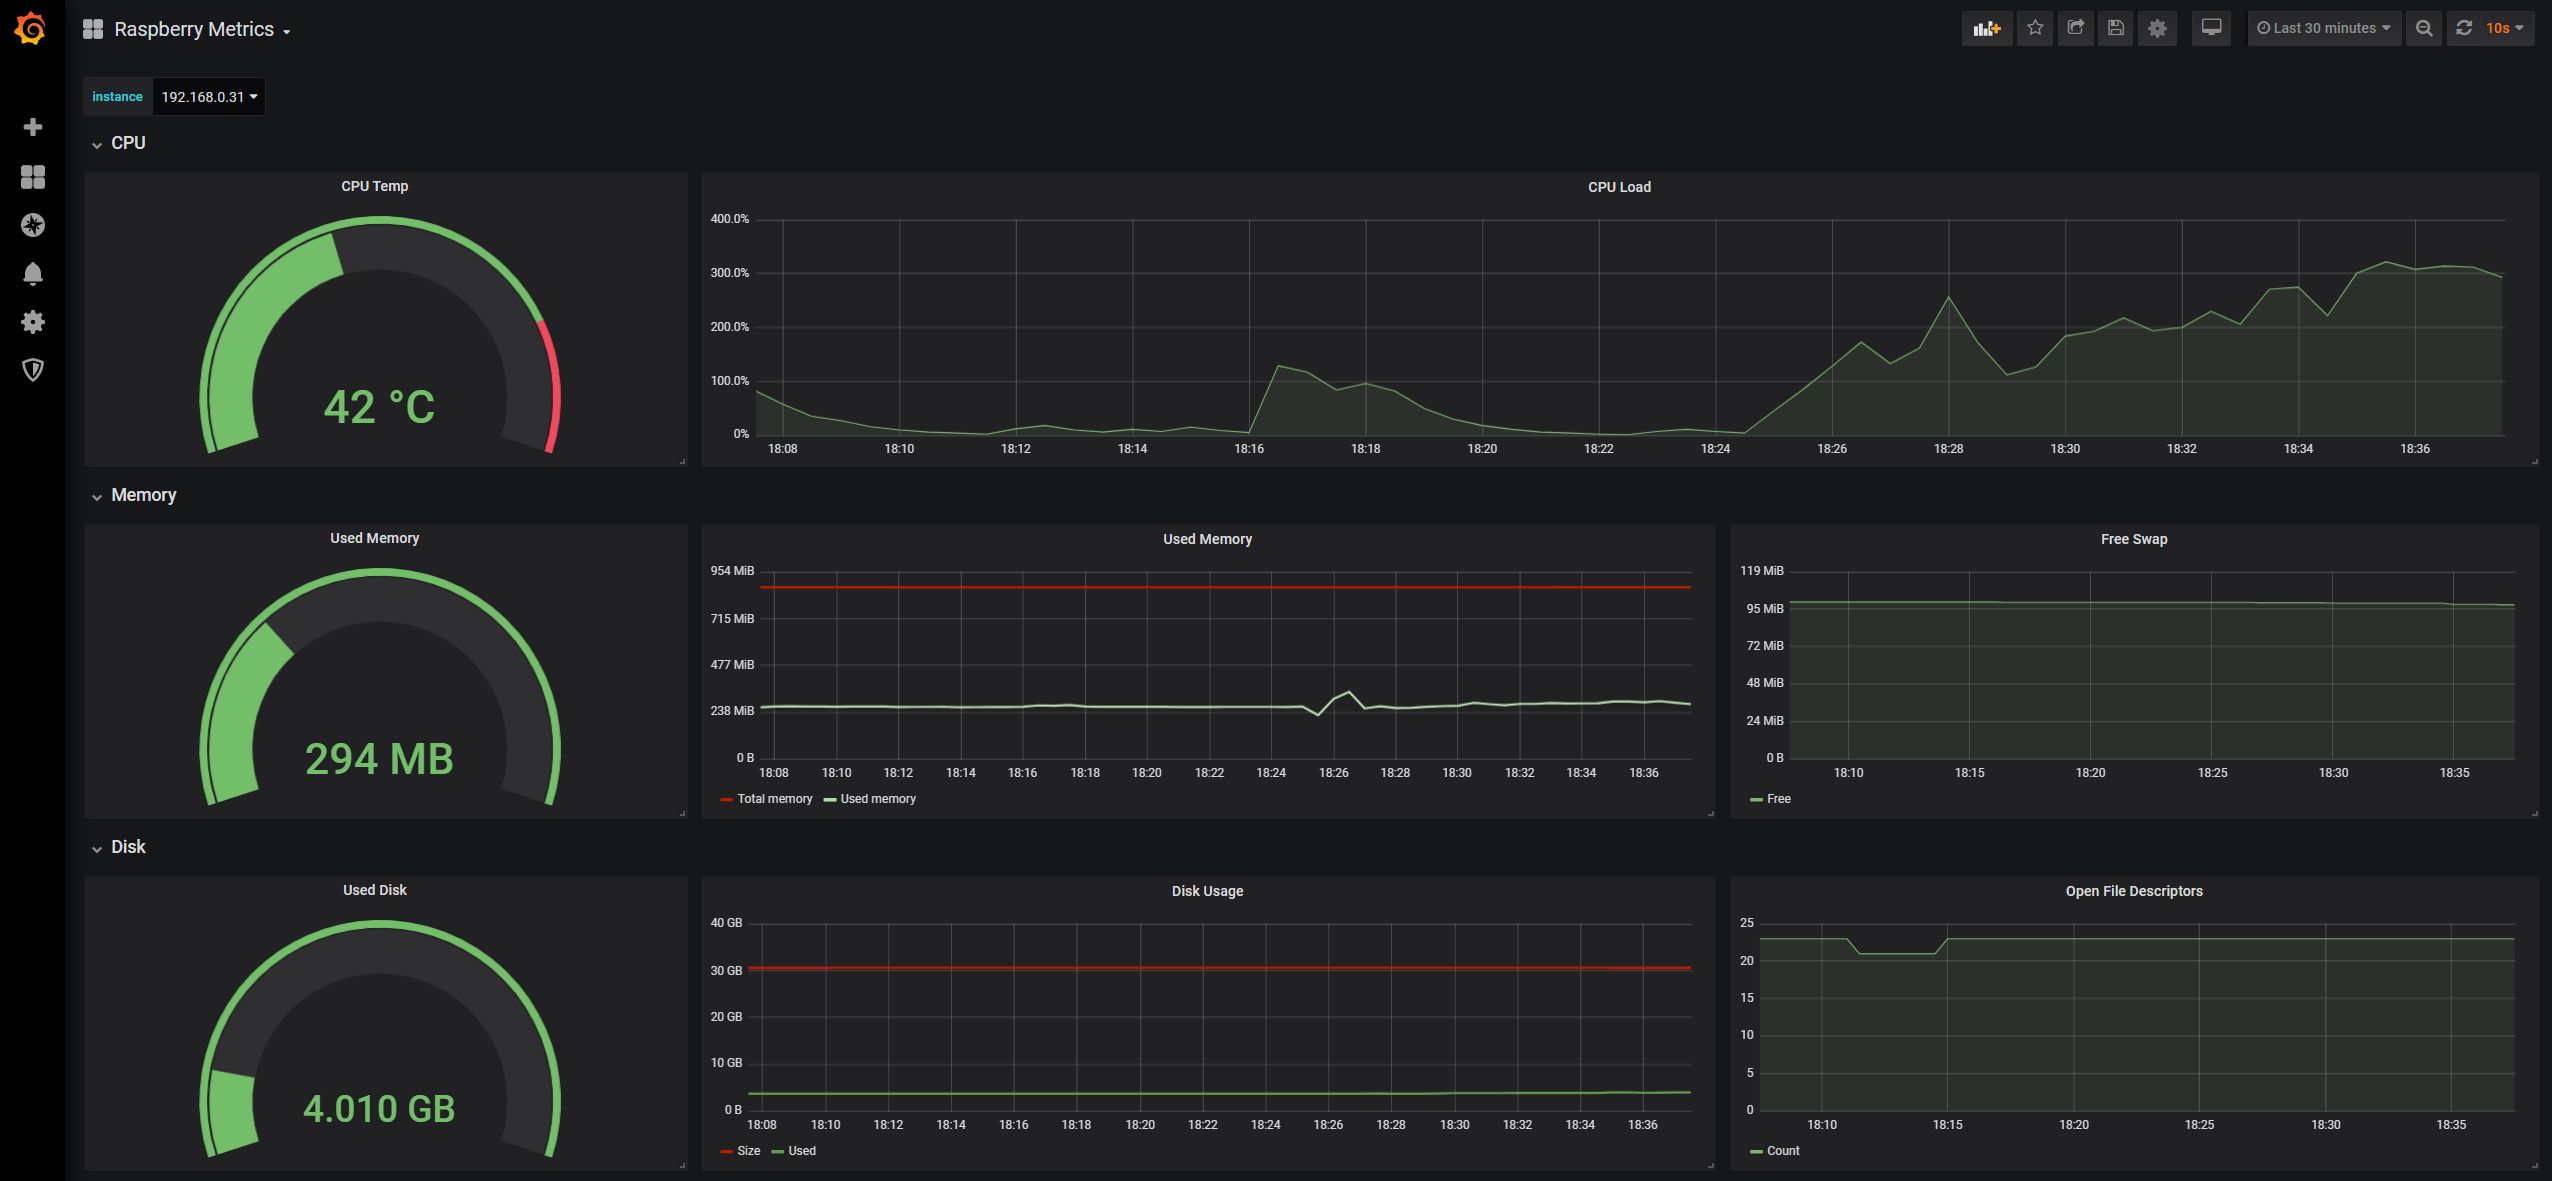 Raspberry Metrics
Last 30 minutes
10s
instance 192.168.0.31
CPU
CPU Temp
42 °C
CPU Load
400.0%
300.0%
200.0%
100.0%
0%
18:08 18:10 18:12 18:14 18:16 18:18 18:20 18:22 18:24 18:26 18:28 18:30 18:32 18:34 18:36
Memory
Used Memory
294 MB
Used Memory
954 MiB
715 MiB
477 MiB
238 MiB
0 B
18:08 18:10 18:12 18:14 18:16 18:18 18:20 18:22 18:24 18:26 18:28 18:30 18:32 18:34 18:36
Total memory Used memory
Free Swap
119 MiB
95 MiB
72 MiB
48 MiB
24 MiB
0 B
18:10 18:15 18:20 18:25 18:30 18:35
Free
Disk
Used Disk
4.010 GB
Disk Usage
40 GB
30 GB
20 GB
10 GB
0 B
18:08 18:10 18:12 18:14 18:16 18:18 18:20 18:22 18:24 18:26 18:28 18:30 18:32 18:34 18:36
Size Used
Open File Descriptors
25
20
15
10
5
0
18:10 18:15 18:20 18:25 18:30 18:35
Count